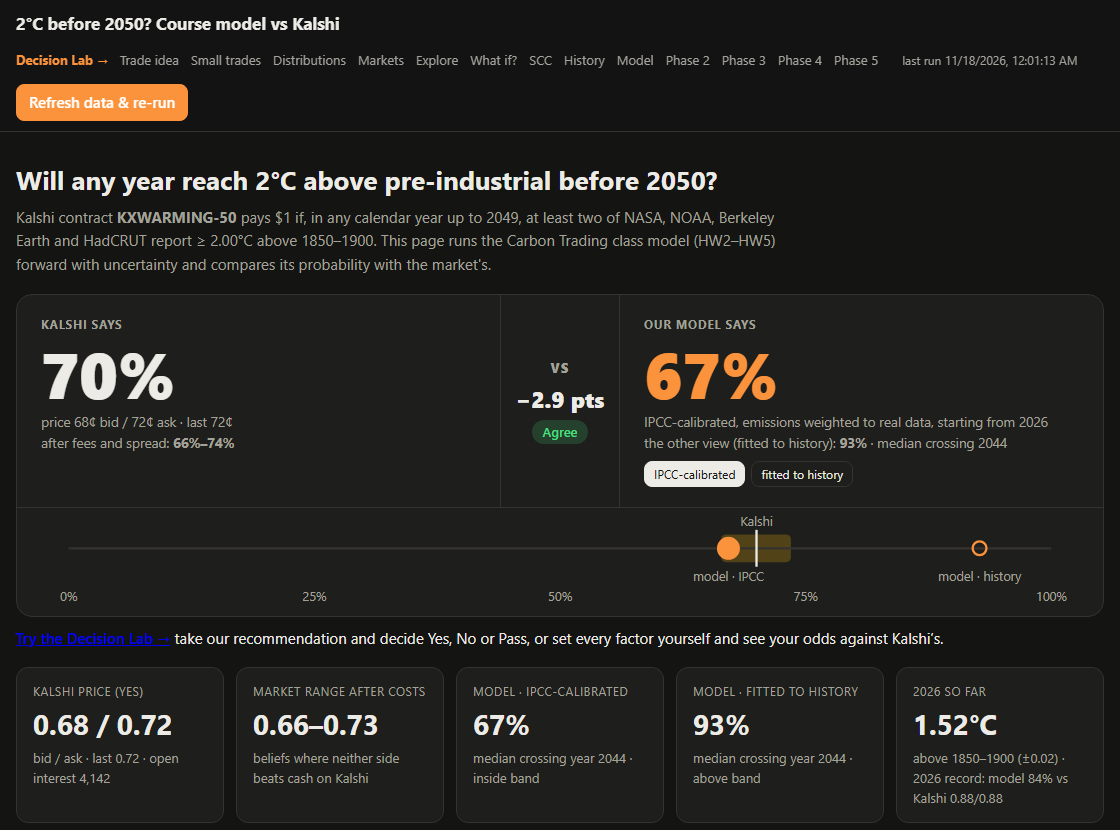 2°C before 2050? Course model vs Kalshi
Decision Lab → Trade idea Small trades Distributions Markets Explore What if? SCC History Model Phase 2 Phase 3 Phase 4 Phase 5 last run 11/18/2026, 12:01:13 AM
Refresh data & re-run
Will any year reach 2°C above pre-industrial before 2050?
Kalshi contract KXWARMING-50 pays $1 if, in any calendar year up to 2049, at least two of NASA, NOAA, Berkeley
Earth and HadCRUT report ≥ 2.00°C above 1850–1900. This page runs the Carbon Trading class model (HW2–HW5)
forward with uncertainty and compares its probability with the market's.
KALSHI SAYS
70%
price 68¢ bid / 72¢ ask · last 72¢
after fees and spread: 66%–74%
VS
−2.9 pts
Agree
OUR MODEL SAYS
67%
IPCC-calibrated, emissions weighted to real data, starting from 2026
the other view (fitted to history): 93% · median crossing 2044
IPCC-calibrated fitted to history
Kalshi
model · IPCC model · history
0% 25% 50% 75% 100%
Try the Decision Lab → take our recommendation and decide Yes, No or Pass, or set every factor yourself and see your odds against Kalshi's.
KALSHI PRICE (YES)
0.68 / 0.72
bid / ask · last 0.72 · open
interest 4,142
MARKET RANGE AFTER COSTS
0.66–0.73
beliefs where neither side
beats cash on Kalshi
MODEL · IPCC-CALIBRATED
67%
median crossing year 2044 ·
inside band
MODEL · FITTED TO HISTORY
93%
median crossing year 2044 ·
above band
2026 SO FAR
1.52°C
above 1850–1900 (±0.02) ·
2026 record: model 84% vs
Kalshi 0.88/0.88